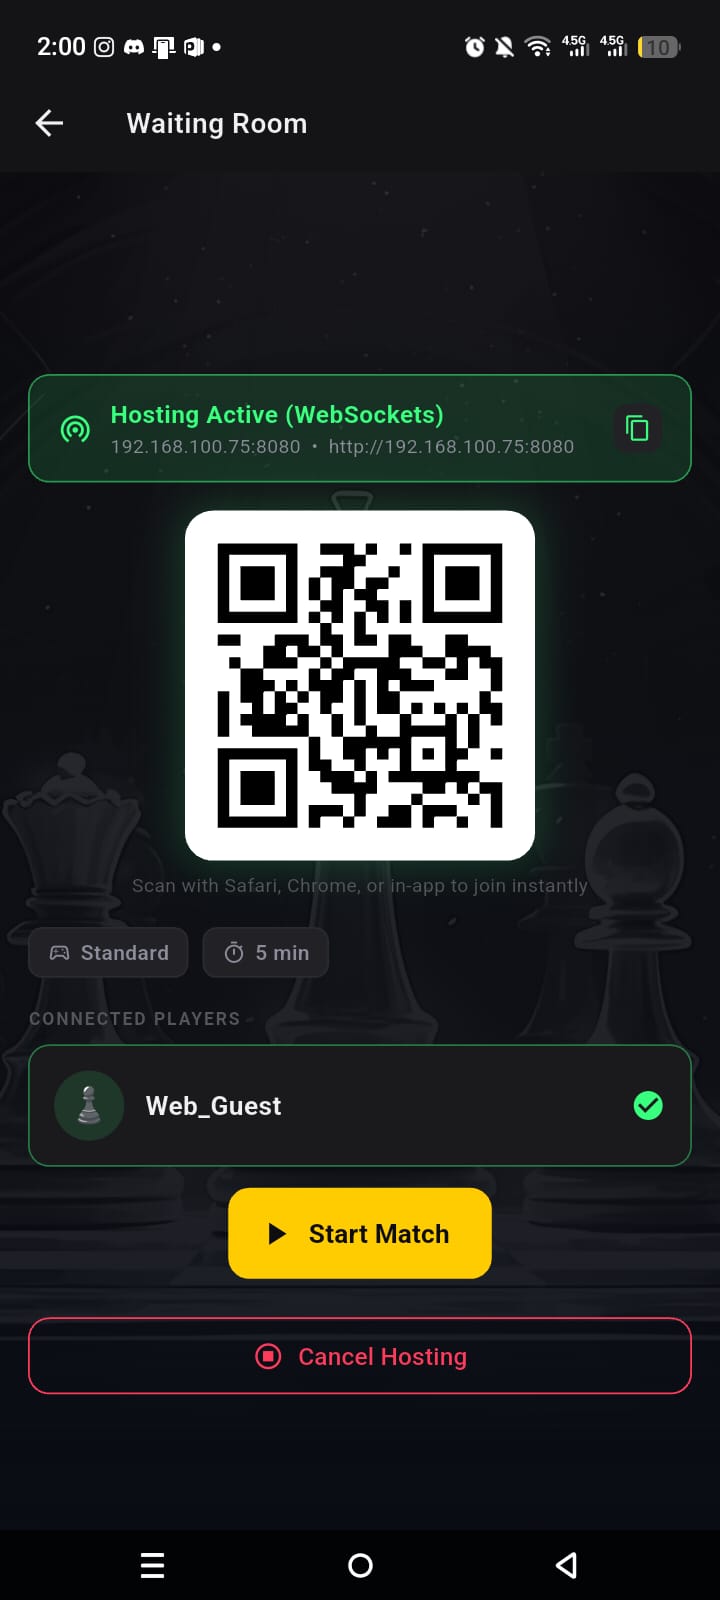 2:00
4.5G 4.5G 10
Waiting Room
Hosting Active (WebSockets)
192.168.100.75:8080 • http://192.168.100.75:8080
Scan with Safari, Chrome, or in-app to join instantly
Standard
5 min
CONNECTED PLAYERS
Web_Guest
Start Match
Cancel Hosting